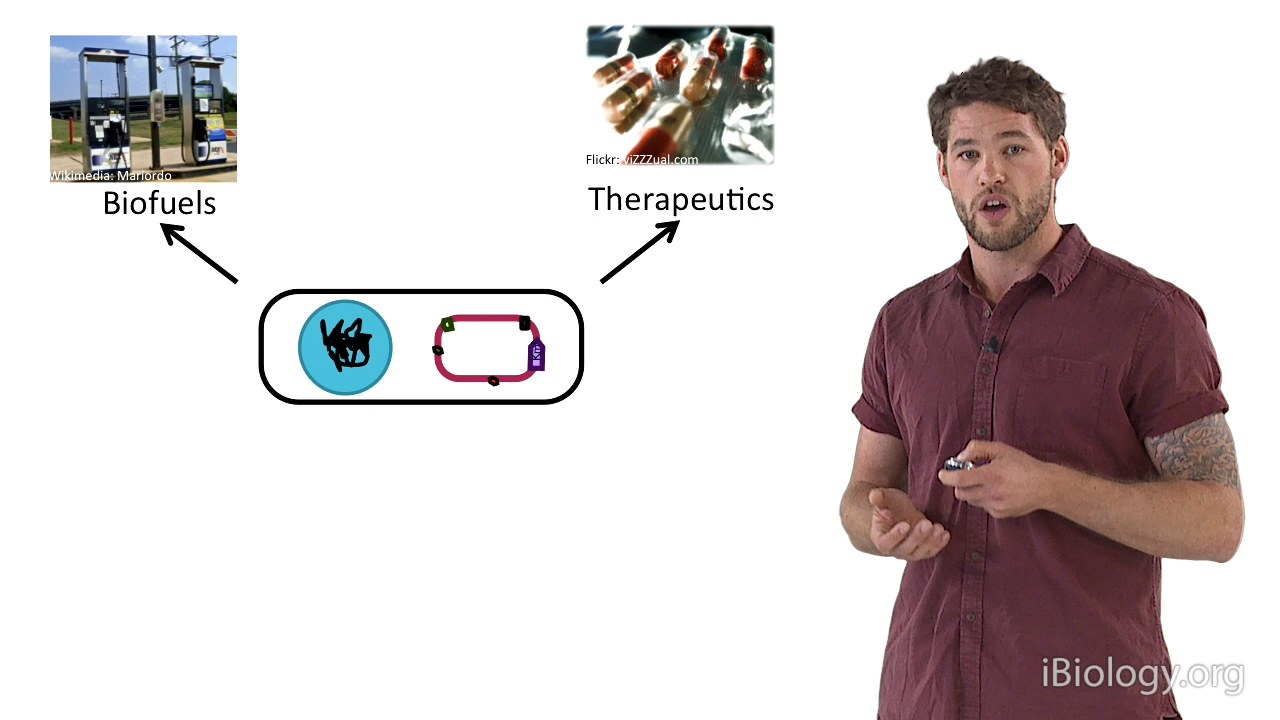 Wikimedia: Mariordo
Biofuels
Flickr: viZZZual.com
Therapeutics
iBiology.org